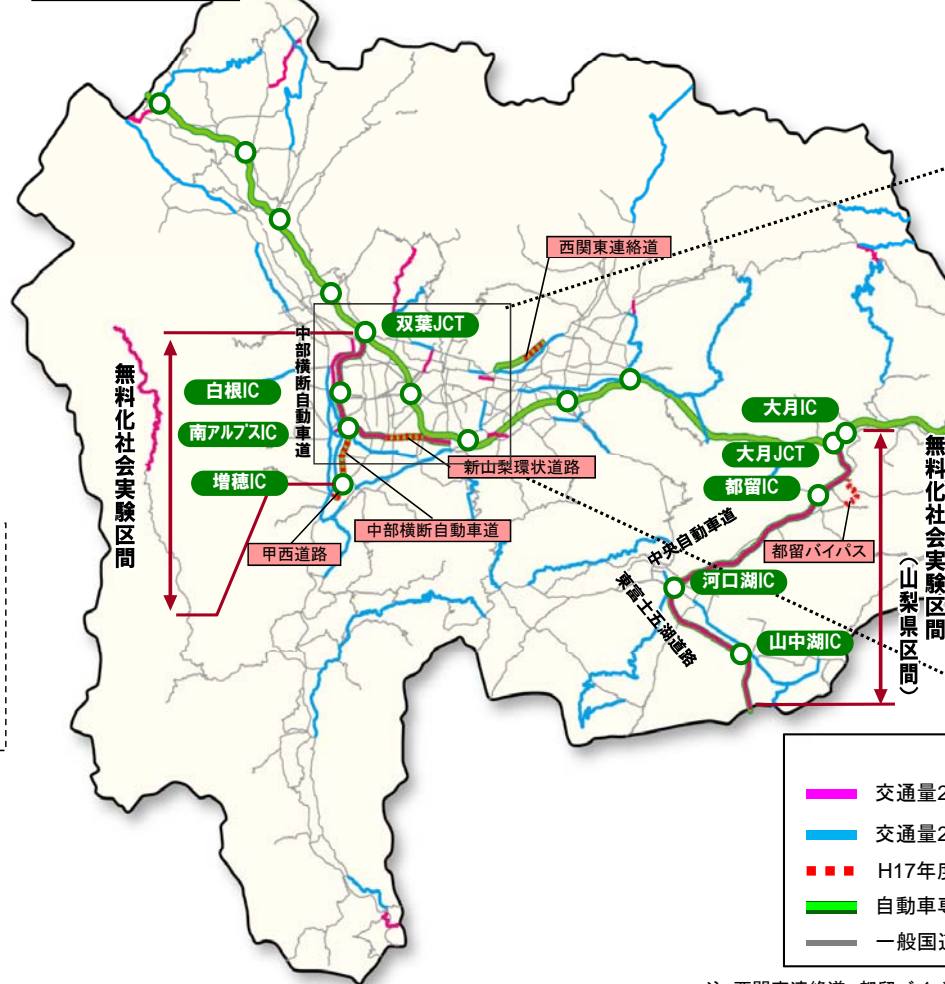 西関東連絡道
双葉JCT
中部横断自動車道
無料化社会実験区間
白根IC
南アルプスIC
増穂IC
新山梨環状道路
中部横断自動車道
甲西道路
大月IC
大月JCT
都留IC
中央自動車道
都留バイパス
河口湖IC
東富士五湖道路
山中湖IC
無料化社会実験区間
(山梨県区間)
交通量2
交通量2
H17年度
自動車専
一般国道